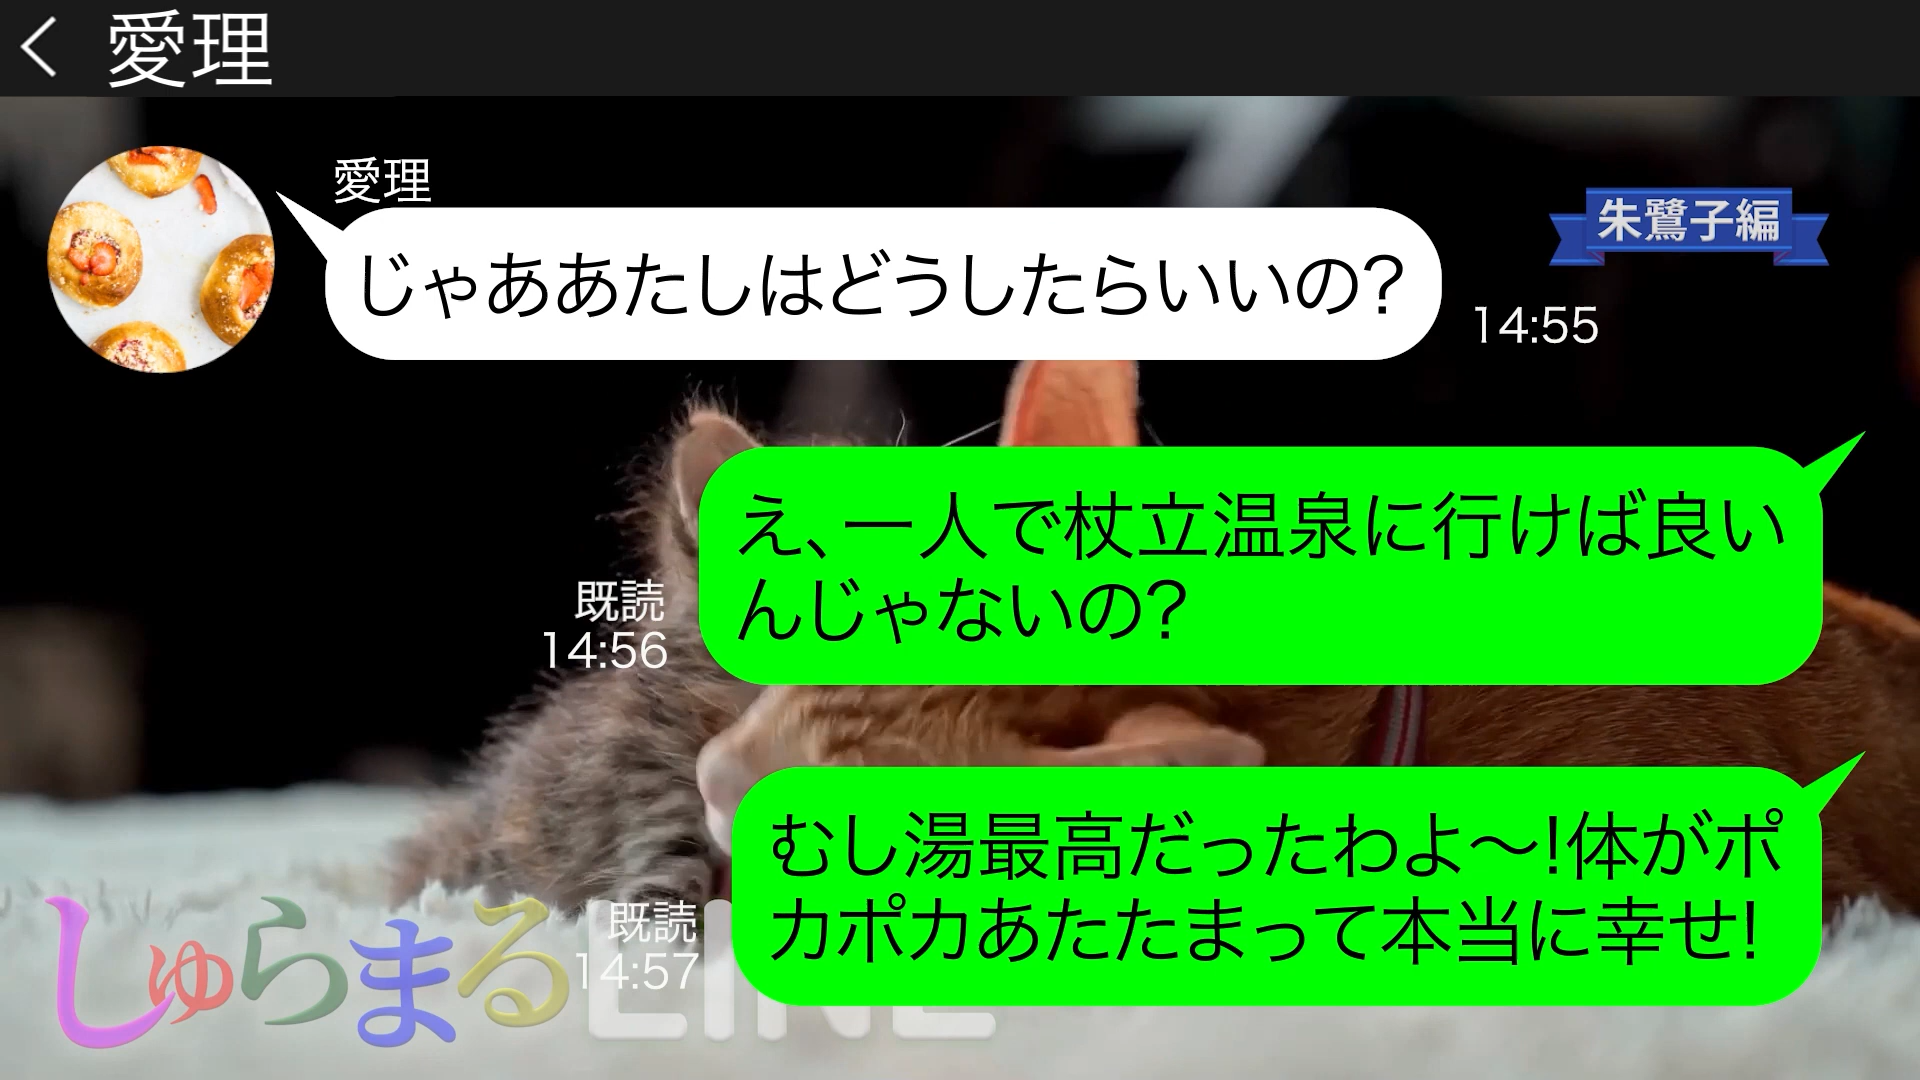 愛理
愛理
じゃああたしはどうしたらいいの?
朱鷺子編
14:55
え、一人で杖立温泉に行けば良い
んじゃないの?
既読
14:56
むし湯最高だったわよ〜!体がポ
カポカあたたまって本当に幸せ!
既読
14:57
しゅらまるLINE